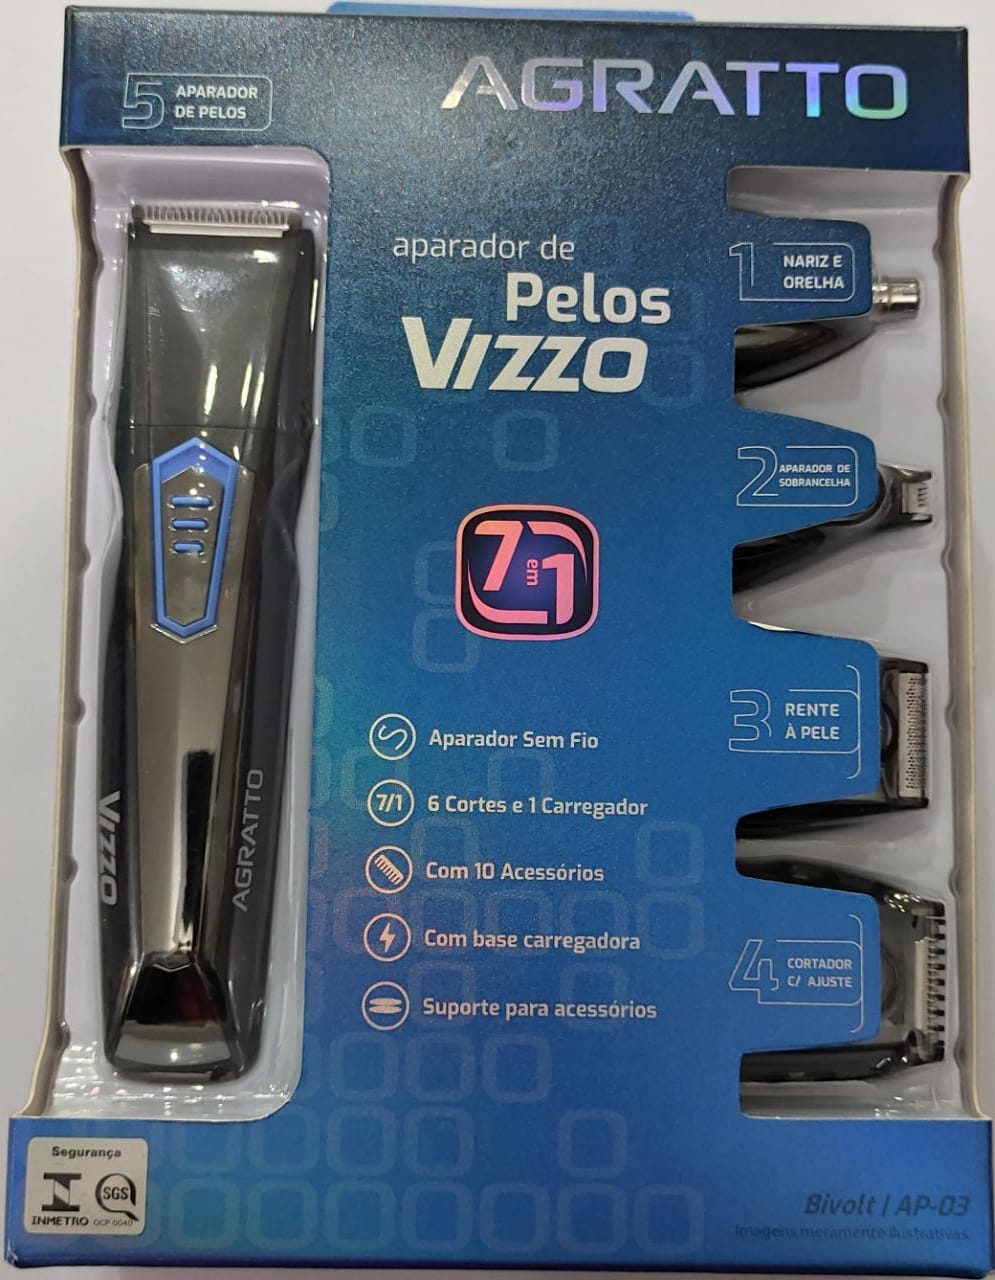 AGRATTO
5 APARADOR
DE PELOS
aparador de
Pelos
VIZZO
1 NARIZ E
ORELHA
2 APARADOR DE
SOBRANCELHA
7 em 1
3 RENTE
À PELE
Aparador Sem Fio
7/1 6 Cortes e 1 Carregador
Com 10 Acessórios
Com base carregadora
Suporte para acessórios
4 CORTADOR
C/ AJUSTE
VIZZO
AGRATTO
Segurança
SGS
INMETRO OCP 0040
Bivolt | AP-03
Imagens meramente ilustrativas.